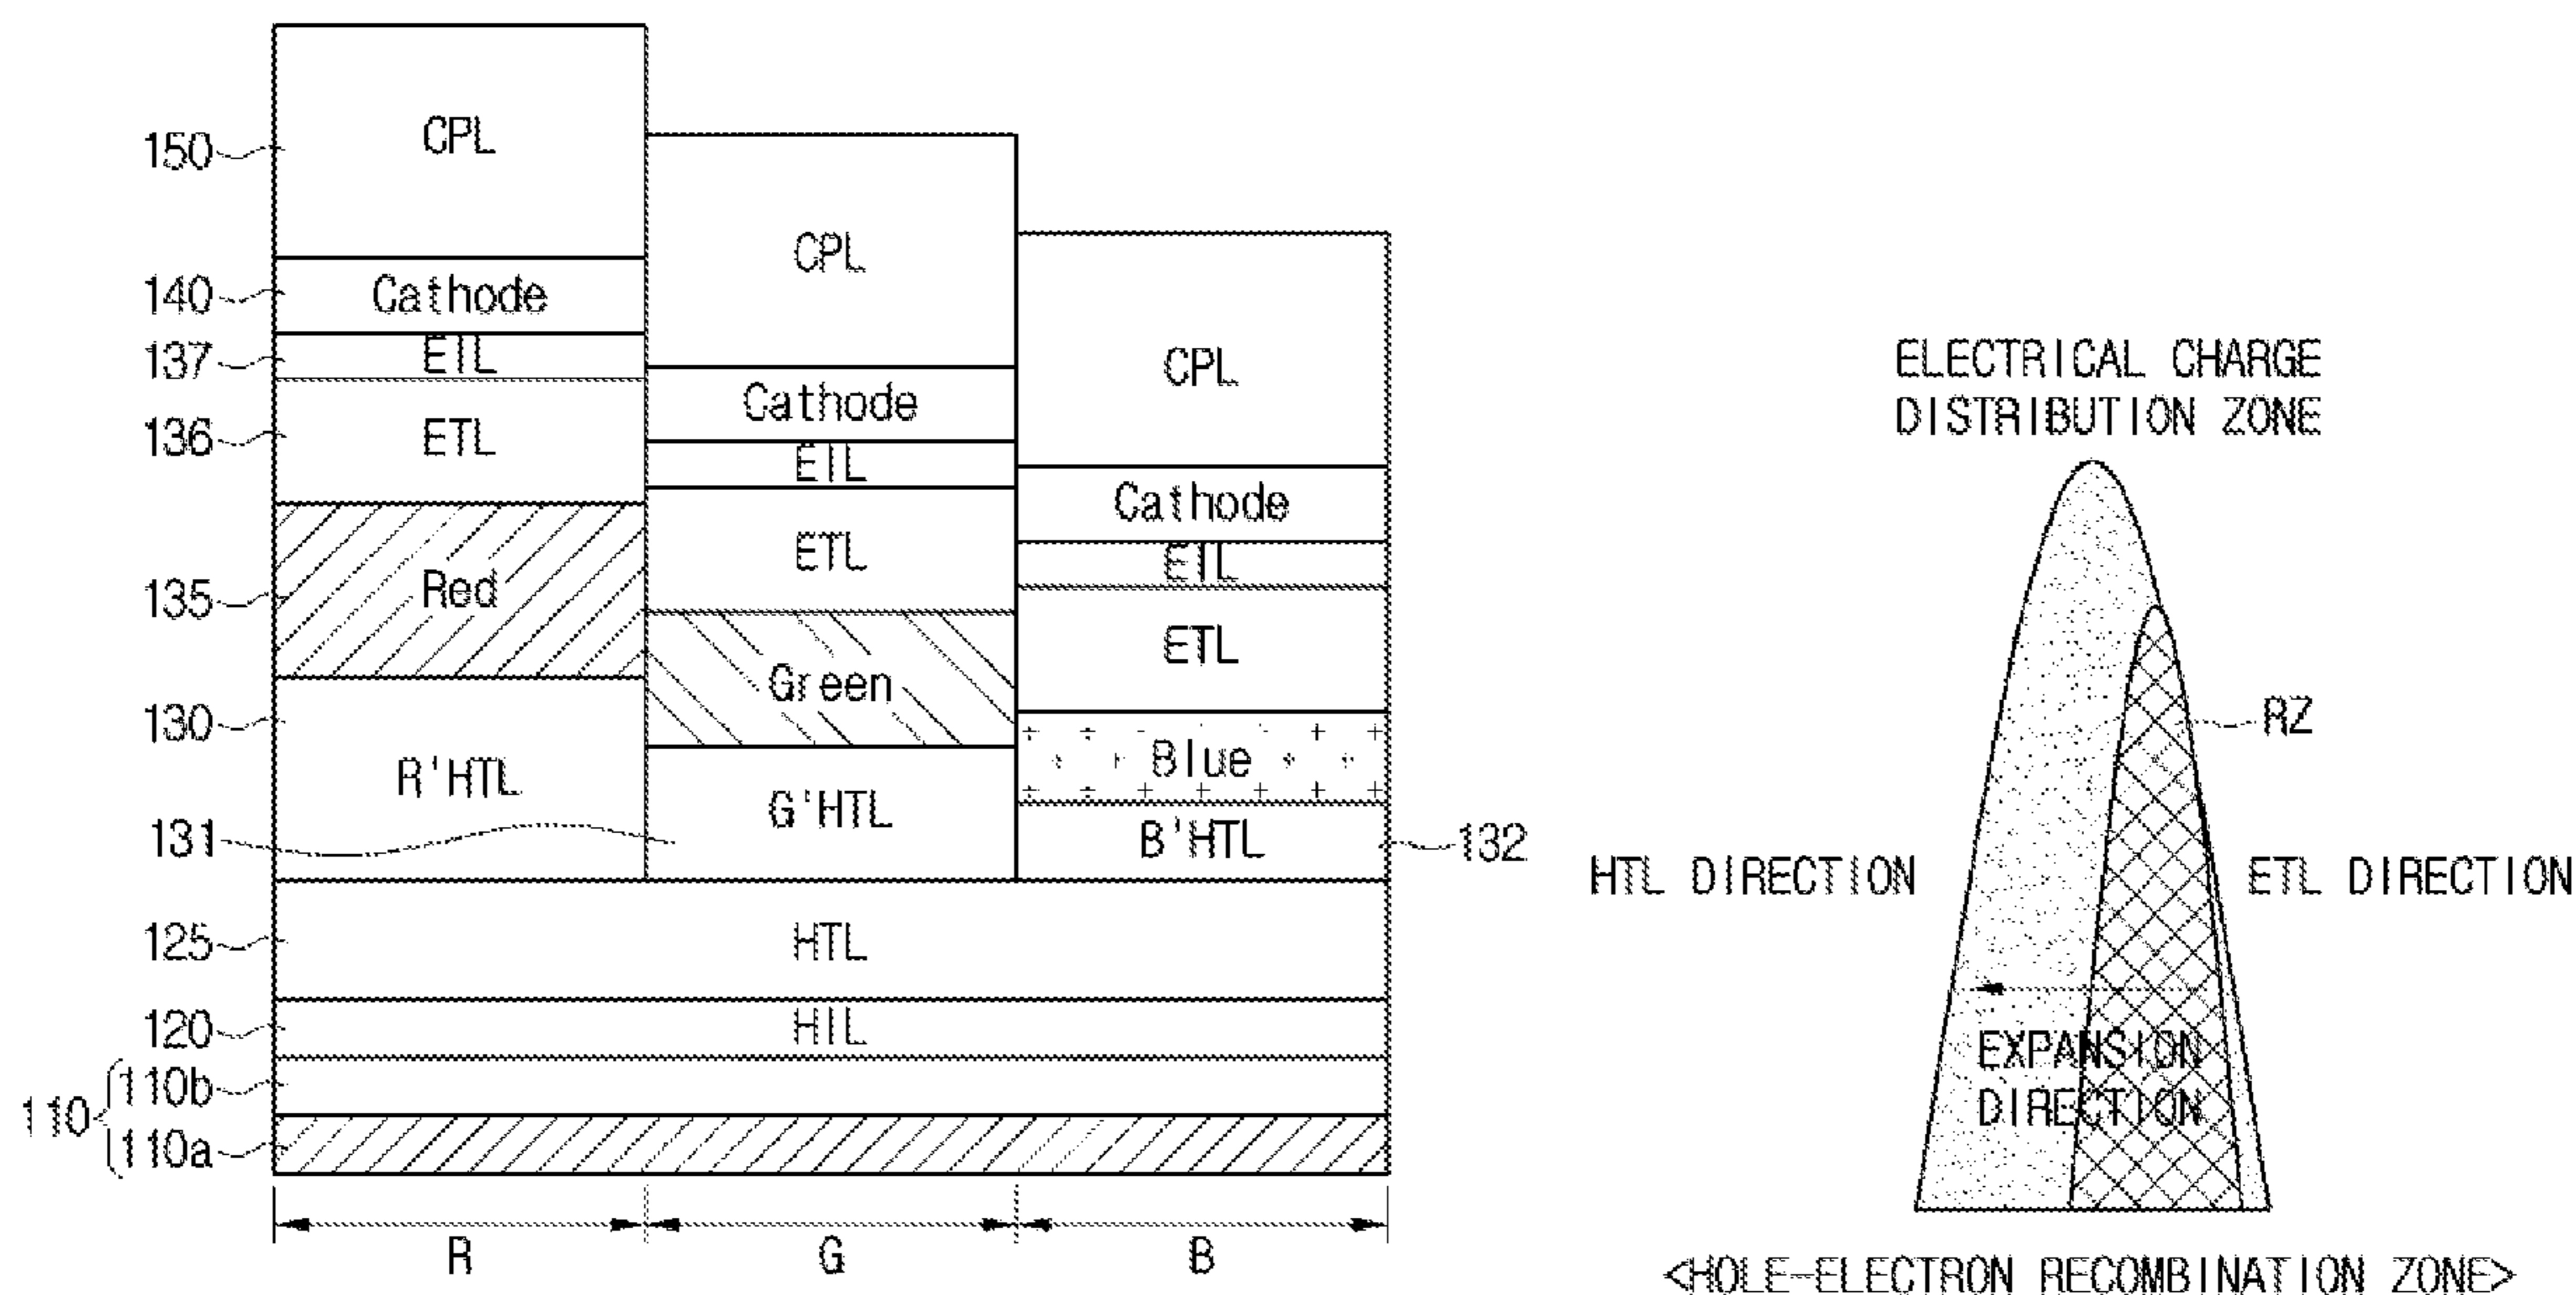 150
CPL
140
Cathode
137
ETL
136
ETL
135
Red
130
R'HTL
131
CPL
Cathode
EIL
ETL
Green
G'HTL
CPL
Cathode
EIL
ETL
Blue
B'HTL
132
125
HTL
120
HIL
110
110b
110a
R
G
B
ELECTRICAL CHARGE
DISTRIBUTION ZONE
RZ
HTL DIRECTION
ETL DIRECTION
EXPANSION
DIRECTION
<HOLE-ELECTRON RECOMBINATION ZONE>